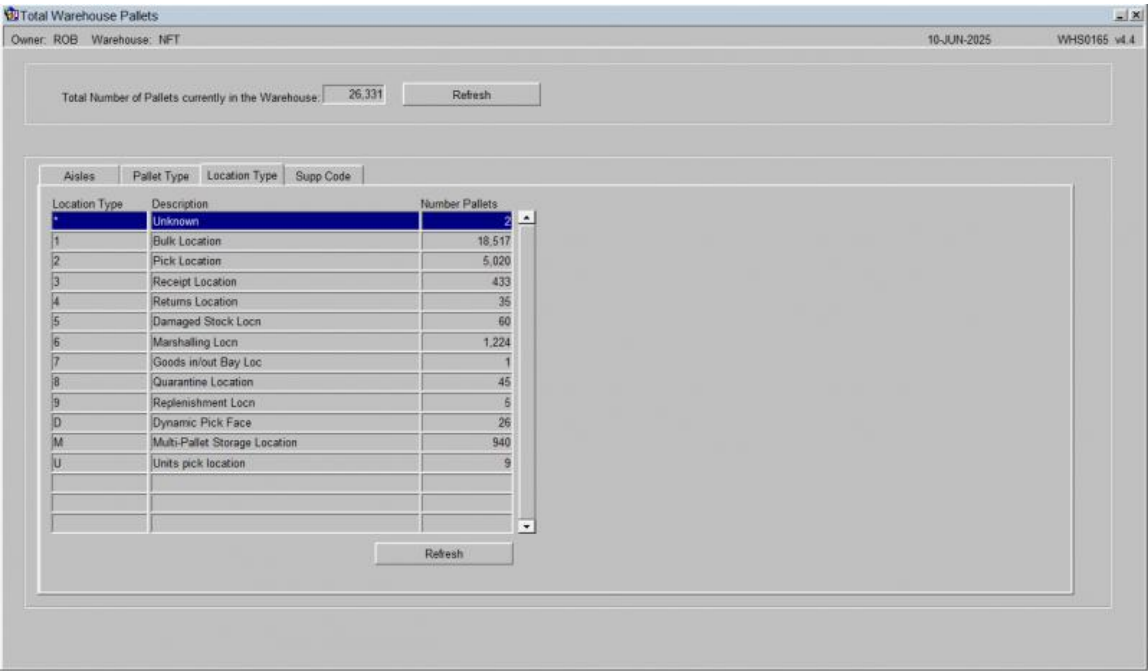 Total Warehouse Pallets
Owner: ROB Warehouse: NFT 10-JUN-2025 WHS0165 v4.4
Total Number of Pallets currently in the Warehouse: 26,331 Refresh
Aisles Pallet Type Location Type Supp Code
Location Type Description Number Pallets
* Unknown 2
1 Bulk Location 18,517
2 Pick Location 5,020
3 Receipt Location 433
4 Returns Location 35
5 Damaged Stock Locn 60
6 Marshalling Locn 1,224
7 Goods in/out Bay Loc 1
8 Quarantine Location 45
9 Replenishment Locn 5
D Dynamic Pick Face 26
M Multi-Pallet Storage Location 940
U Units pick location 9
Refresh